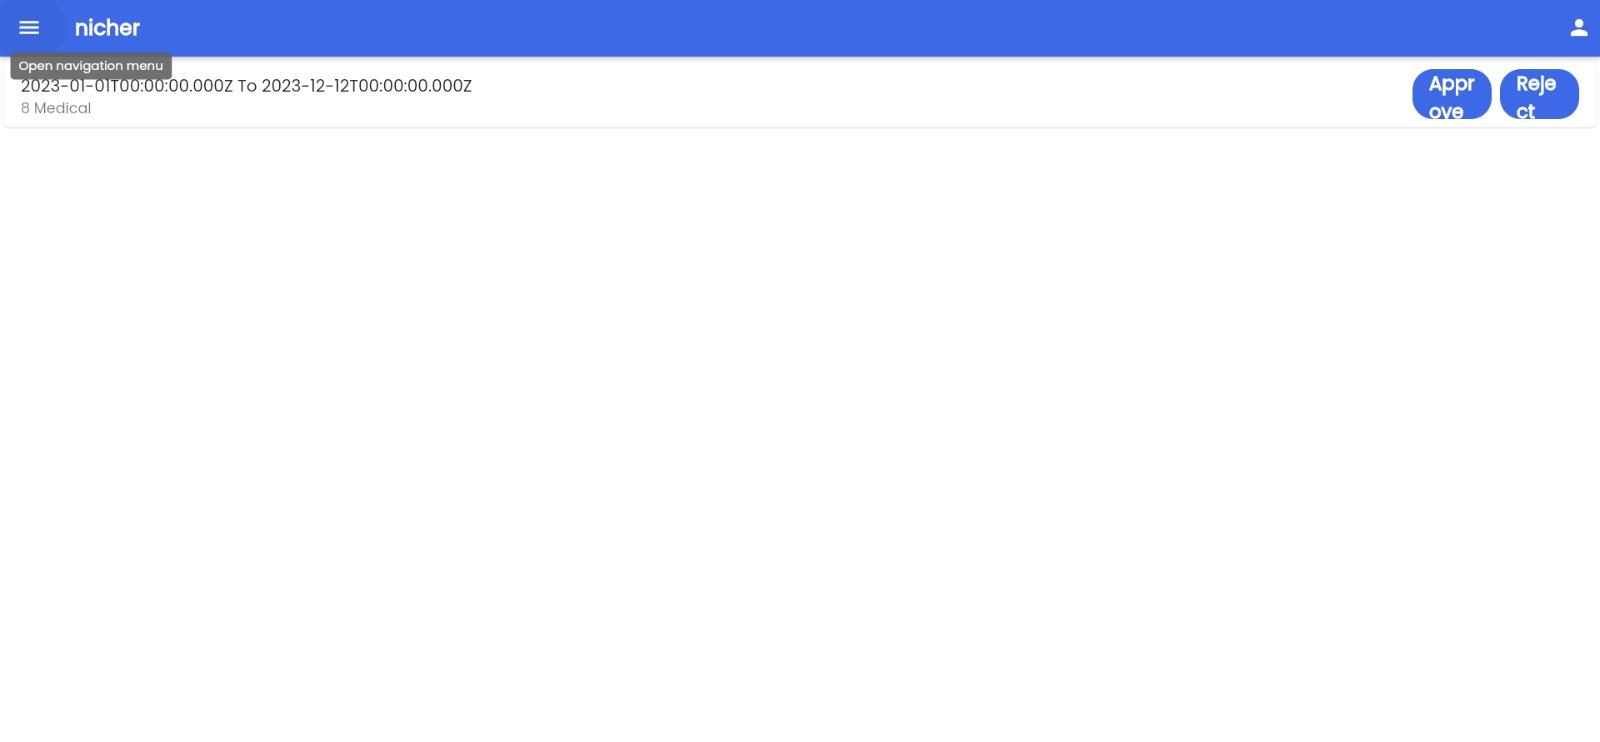 nicher
Open navigation menu
2023-01-01T00:00:00.000Z To 2023-12-12T00:00:00.000Z
8 Medical
Appr
ove
Reje
ct